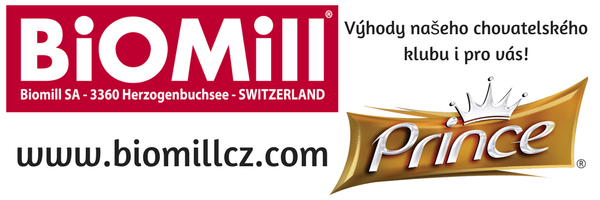 BiOMill®
Biomill SA - 3360 Herzogenbuchsee - SWITZERLAND
www.biomillcz.com
Výhody našeho chovatelského
klubu i pro vás!
Prince®